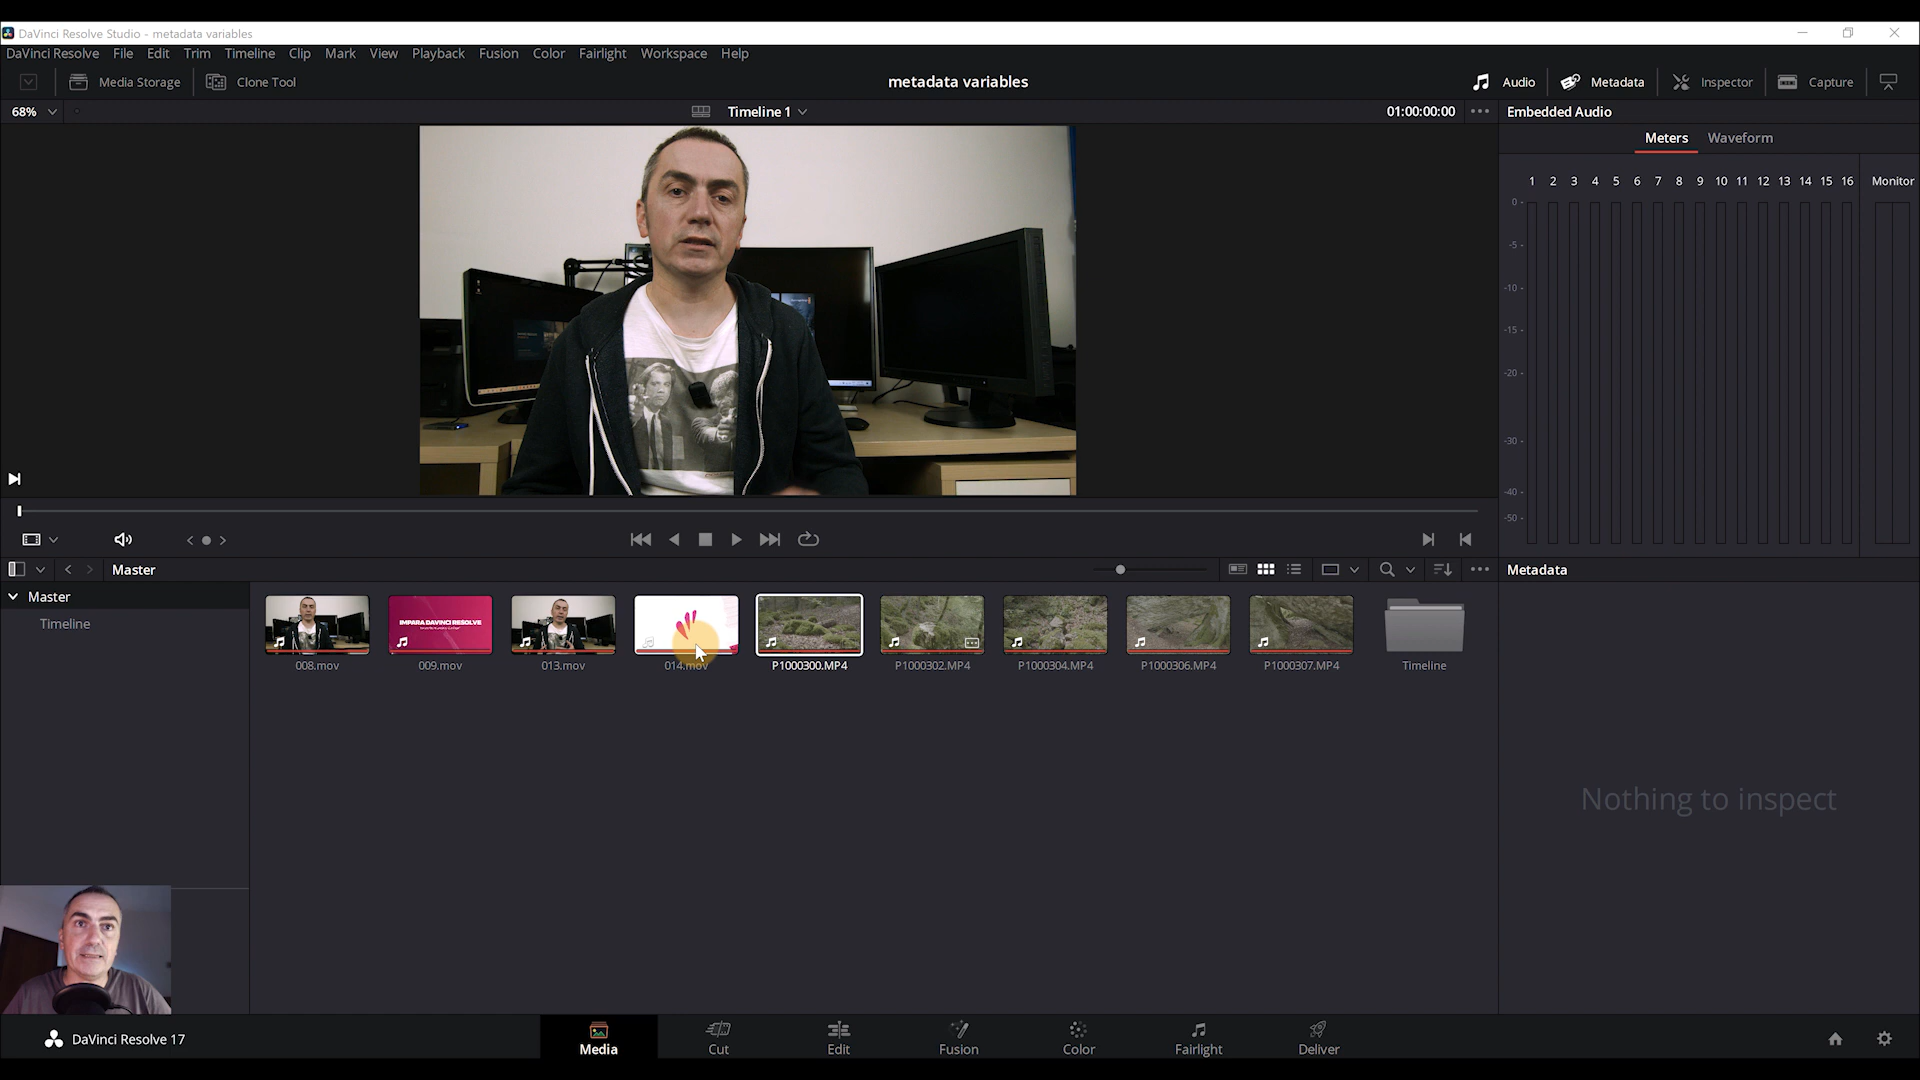 DaVinci Resolve Studio - metadata variables
DaVinci Resolve File Edit Trim Timeline Clip Mark View Playback Fusion Color Fairlight Workspace Help
Media Storage Clone Tool metadata variables Audio Metadata Inspector Capture
68% Timeline 1 01:00:00:00 Embedded Audio
Meters Waveform
1 2 3 4 5 6 7 8 9 10 11 12 13 14 15 16 Monitor
0
-5
-10
-15
-20
-30
-40
-50
Master Metadata
Master
Timeline
IMPARA DAVINCI RESOLVE
008.mov 009.mov 013.mov 014.mov P1000300.MP4 P1000302.MP4 P1000304.MP4 P1000306.MP4 P1000307.MP4 Timeline
Nothing to inspect
DaVinci Resolve 17 Media Cut Edit Fusion Color Fairlight Deliver